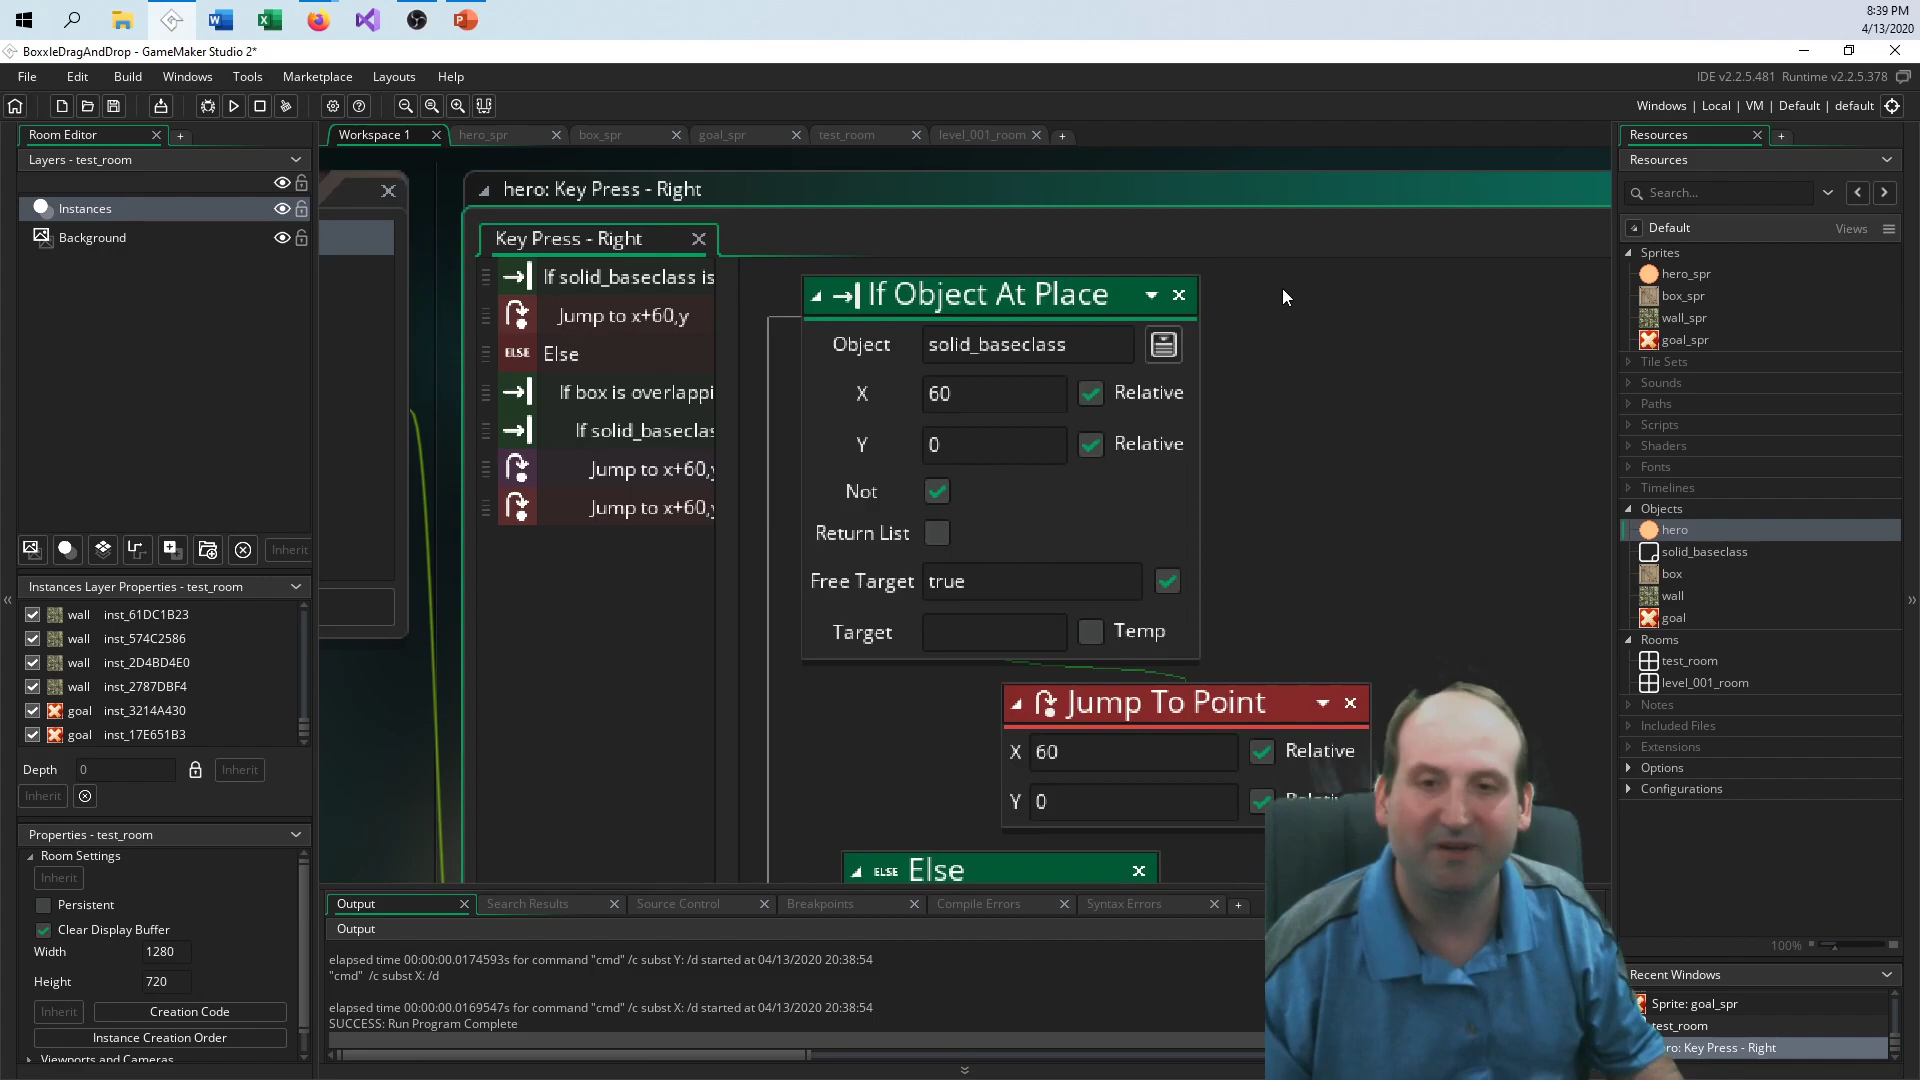 8:39 PM
4/13/2020
BoxxleDragAndDrop - GameMaker Studio 2*
File Edit Build Windows Tools Marketplace Layouts Help
IDE v2.2.5.481 Runtime v2.2.5.378
Windows | Local | VM | Default | default
Room Editor
Layers - test_room
Instances
Background
Inherit
Instances Layer Properties - test_room
wall inst_61DC1B23
wall inst_574C2586
wall inst_2D4BD4E0
wall inst_2787DBF4
goal inst_3214A430
goal inst_17E651B3
Depth 0 Inherit
Inherit
Properties - test_room
Room Settings
Inherit
Persistent
Clear Display Buffer
Width 1280
Height 720
Inherit Creation Code
Instance Creation Order
Viewports and Cameras
Workspace 1 hero_spr box_spr goal_spr test_room level_001_room
hero: Key Press - Right
Key Press - Right
If solid_baseclass is
Jump to x+60,y
ELSE Else
If box is overlappi
If solid_baseclas
Jump to x+60,y
Jump to x+60,y
If Object At Place
Object solid_baseclass
X 60 Relative
Y 0 Relative
Not
Return List
Free Target true
Target Temp
Jump To Point
X 60 Relative
Y 0
ELSE Else
Output Search Results Source Control Breakpoints Compile Errors Syntax Errors
Output
elapsed time 00:00:00.0174593s for command "cmd" /c subst Y: /d started at 04/13/2020 20:38:54
"cmd" /c subst X: /d
elapsed time 00:00:00.0169547s for command "cmd" /c subst X: /d started at 04/13/2020 20:38:54
SUCCESS: Run Program Complete
Resources
Resources
Search...
Default Views
Sprites
hero_spr
box_spr
wall_spr
goal_spr
Tile Sets
Sounds
Paths
Scripts
Shaders
Fonts
Timelines
Objects
hero
solid_baseclass
box
wall
goal
Rooms
test_room
level_001_room
Notes
Included Files
Extensions
Options
Configurations
100%
Recent Windows
Sprite: goal_spr
test_room
ero: Key Press - Right